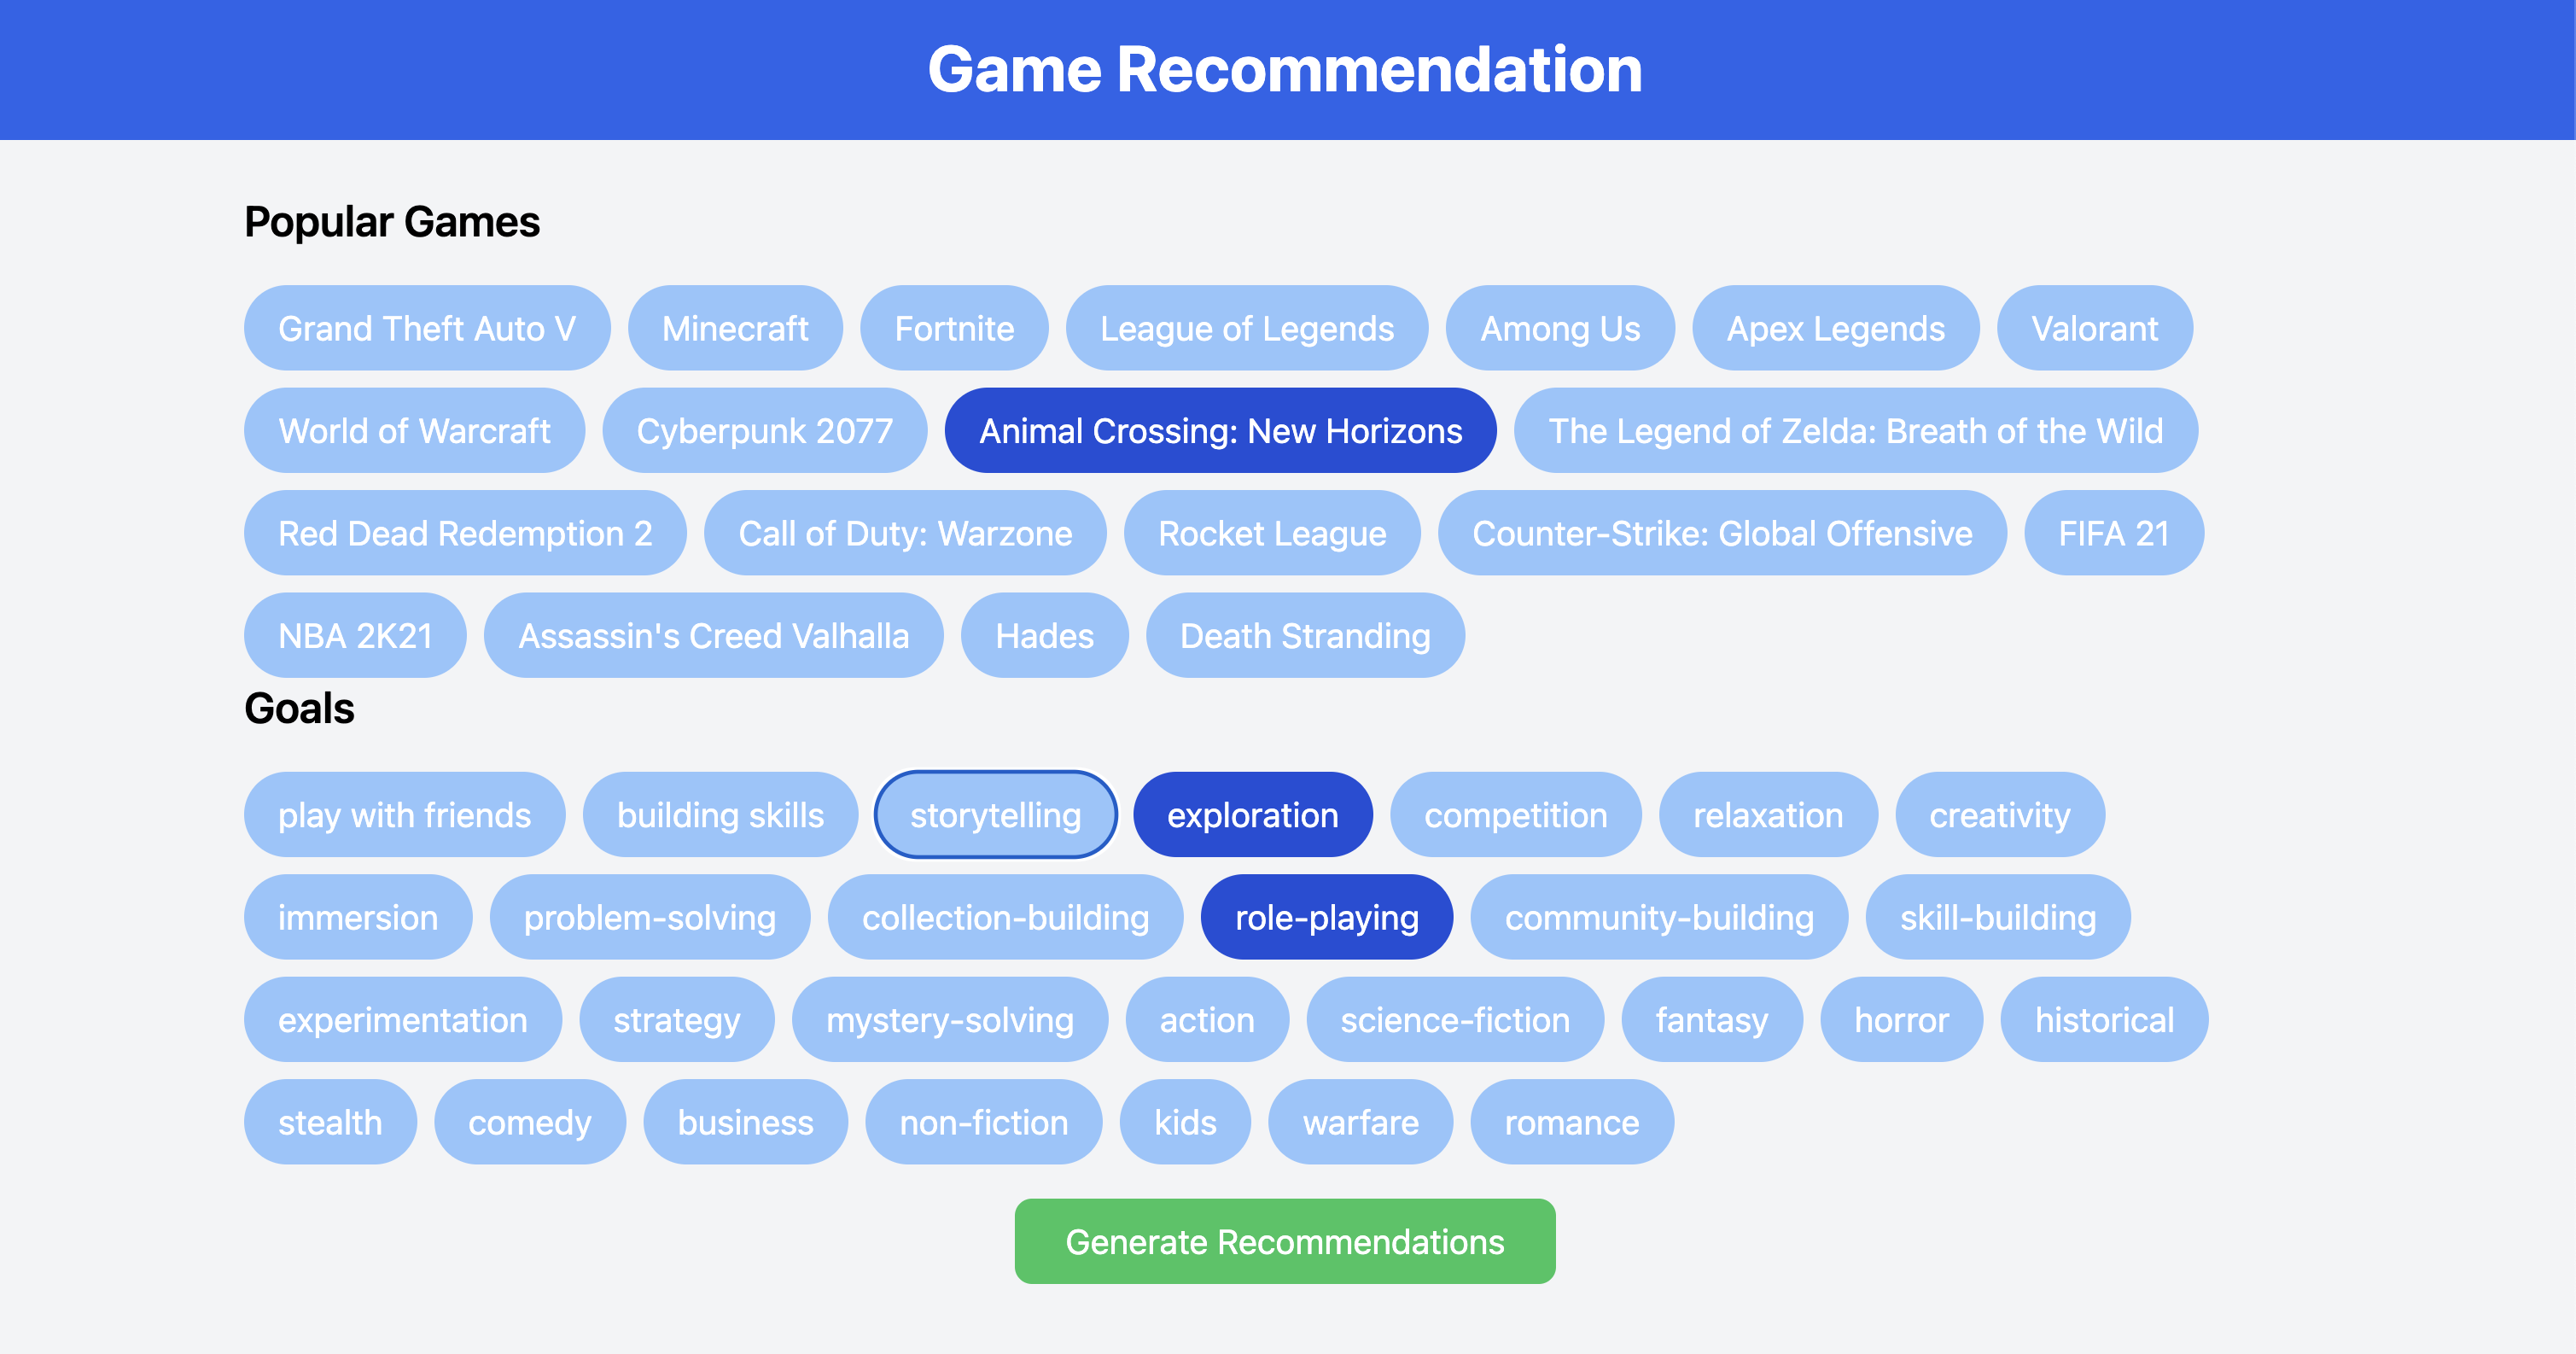 Game Recommendation
Popular Games
Grand Theft Auto V Minecraft Fortnite League of Legends Among Us Apex Legends Valorant
World of Warcraft Cyberpunk 2077 Animal Crossing: New Horizons The Legend of Zelda: Breath of the Wild
Red Dead Redemption 2 Call of Duty: Warzone Rocket League Counter-Strike: Global Offensive FIFA 21
NBA 2K21 Assassin's Creed Valhalla Hades Death Stranding
Goals
play with friends building skills storytelling exploration competition relaxation creativity
immersion problem-solving collection-building role-playing community-building skill-building
experimentation strategy mystery-solving action science-fiction fantasy horror historical
stealth comedy business non-fiction kids warfare romance
Generate Recommendations